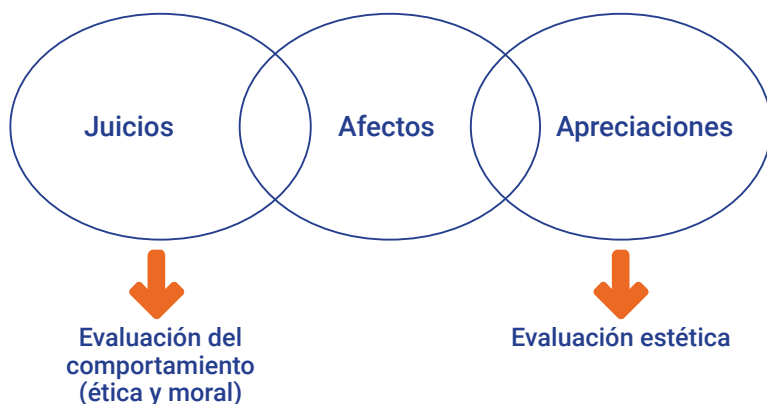 Juicios
Afectos
Apreciaciones
Evaluación del
comportamiento
(ética y moral)
Evaluación estética